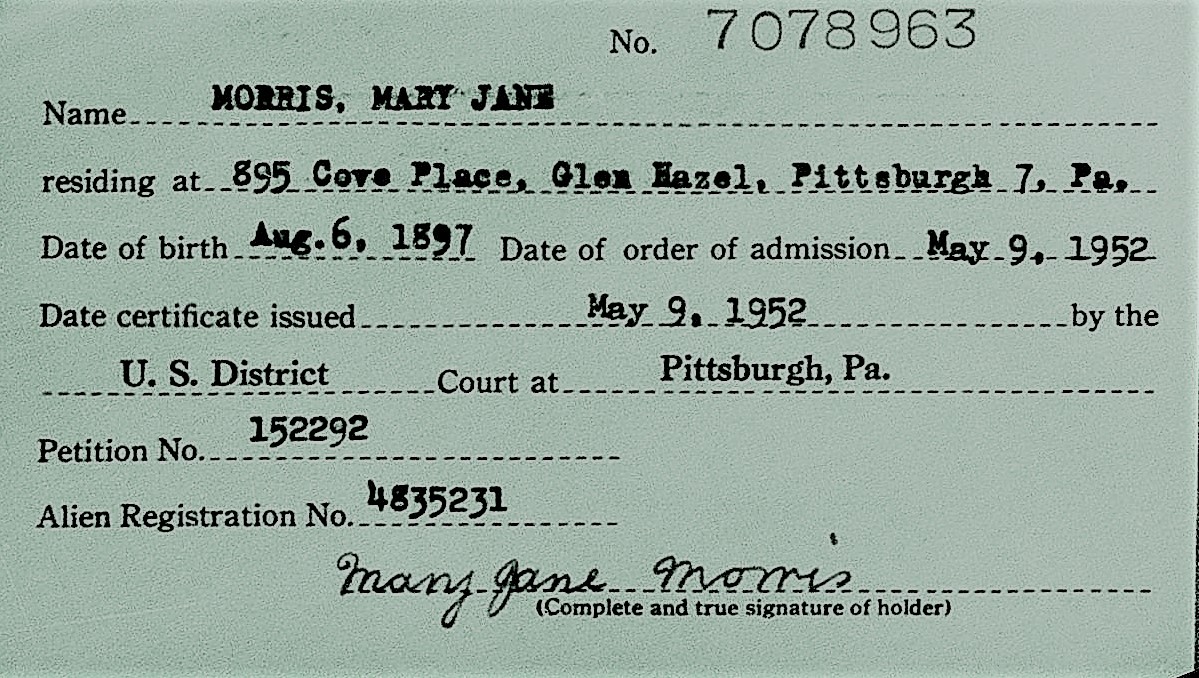 No. 7078963
Name MORRIS, MARY JANE
residing at 895 Cove Place, Glen Hazel, Pittsburgh 7, Pa.
Date of birth Aug. 6, 1897 Date of order of admission May 9, 1952
Date certificate issued May 9, 1952 by the
U. S. District Court at Pittsburgh, Pa.
Petition No. 152292
Alien Registration No. 4835231
Mary Jane Morris
(Complete and true signature of holder)